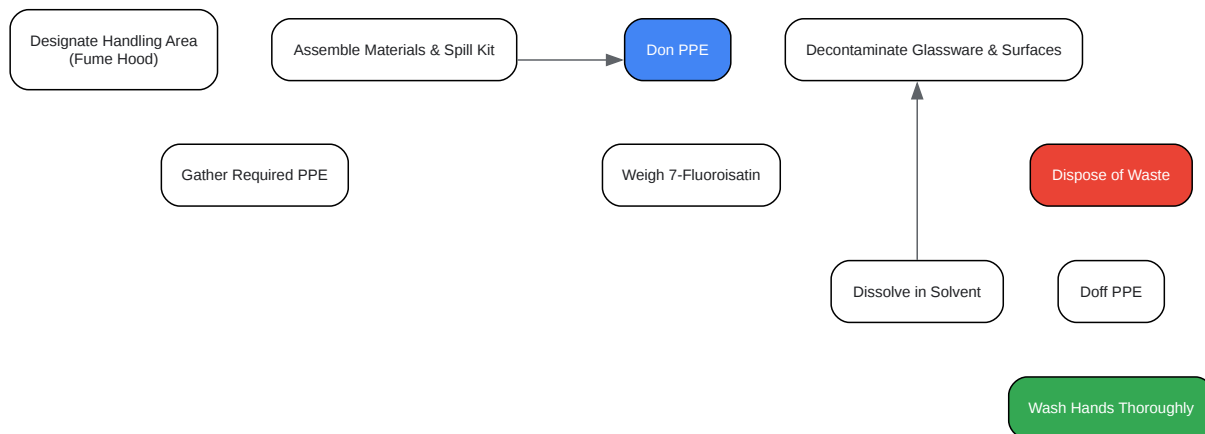 Designate Handling Area
(Fume Hood)
Assemble Materials & Spill Kit
Don PPE
Decontaminate Glassware & Surfaces
Gather Required PPE
Weigh 7-Fluoroisatin
Dispose of Waste
Dissolve in Solvent
Doff PPE
Wash Hands Thoroughly